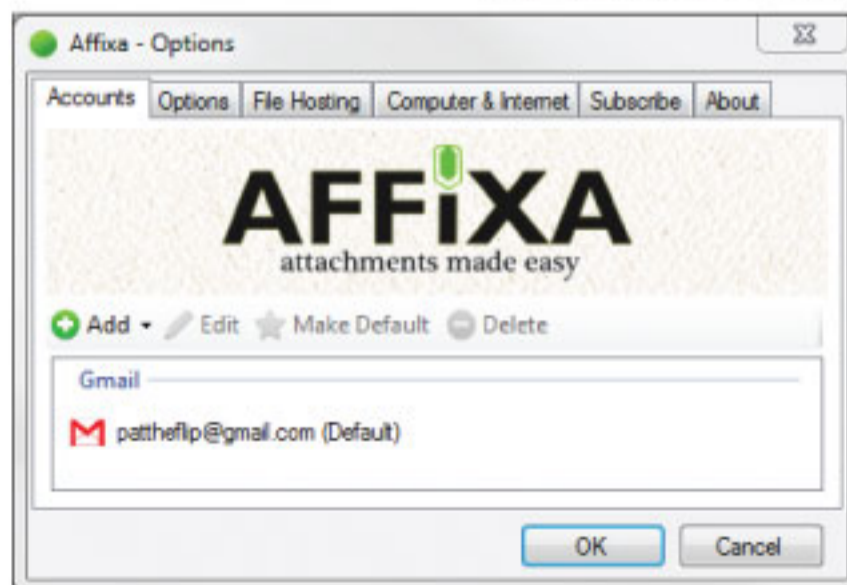 Affixa - Options
Accounts Options File Hosting Computer & Internet Subscribe About
AFFiXA
attachments made easy
Add Edit Make Default Delete
Gmail
pattheflip@gmail.com (Default)
OK Cancel